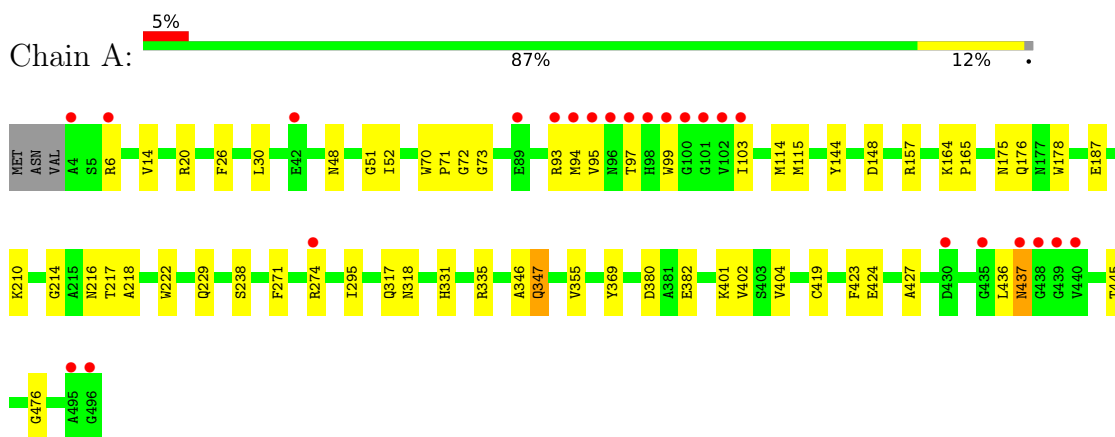 5%
Chain A:
87% 12% •
MET ASN VAL A4 S5 R6 V14 R20 F26 L30 E42 N48 G51 I52 W70 P71 G72 G73 E89 R93 M94 V95 N96 T97 H98 W99 G100 G101 V102 I103 M114 M115 Y144 D148 R157 K164 P165 N175 Q176 N177 W178 E187
K210 G214 A215 N216 T217 A218 W222 Q229 S238 F271 R274 I295 Q317 N318 H331 R335 A346 Q347 V355 Y369 D380 A381 E382 K401 V402 S403 V404 C419 F423 E424 A427 D430 G435 L436 N437 G438 G439 V440 T445
G476 A495 G496